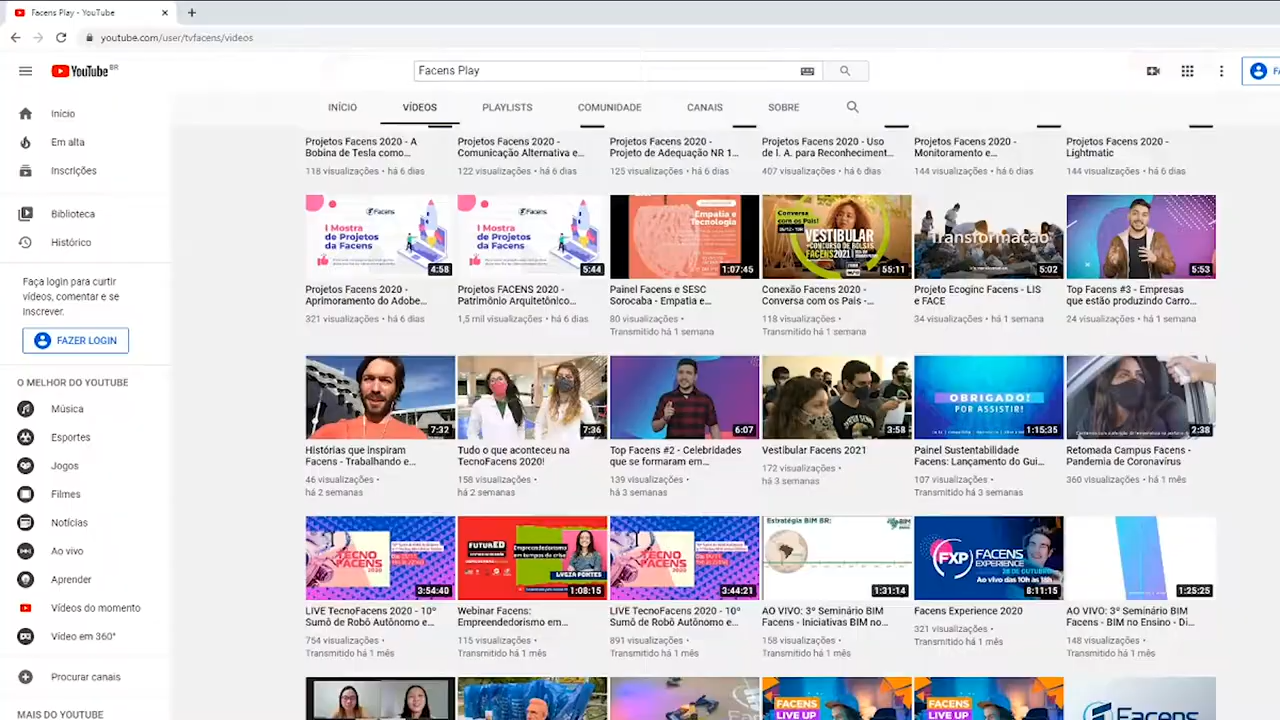 Facens Play - YouTube
youtube.com/user/tvfacens/videos
YouTube BR
Facens Play
INÍCIO
VÍDEOS
PLAYLISTS
COMUNIDADE
CANAIS
SOBRE
Início
Em alta
Inscrições
Biblioteca
Histórico
Faça login para curtir
vídeos, comentar e se
inscrever.
FAZER LOGIN
O MELHOR DO YOUTUBE
Música
Esportes
Jogos
Filmes
Notícias
Ao vivo
Aprender
Vídeos do momento
Vídeo em 360°
Procurar canais
MAIS DO YOUTUBE
Projetos Facens 2020 - A
Bobina de Tesla como...
118 visualizações • há 6 dias
Projetos Facens 2020 -
Comunicação Alternativa e...
122 visualizações • há 6 dias
Projetos Facens 2020 -
Projeto de Adequação NR 1...
125 visualizações • há 6 dias
Projetos Facens 2020 - Uso
de I. A. para Reconheciment...
407 visualizações • há 6 dias
Projetos Facens 2020 -
Monitoramento e...
144 visualizações • há 6 dias
Projetos Facens 2020 -
Lightmatic
144 visualizações • há 6 dias
Facens
I Mostra
de Projetos
da Facens
4:58
Projetos Facens 2020 -
Aprimoramento do Adobe...
321 visualizações • há 6 dias
Facens
I Mostra
de Projetos
da Facens
5:44
Projetos FACENS 2020 -
Patrimônio Arquitetônico...
1,5 mil visualizações • há 6 dias
Empatia e
Tecnologia
1:07:45
Painel Facens e SESC
Sorocaba - Empatia e...
80 visualizações •
Transmitido há 1 semana
Conversa
com os Pais!
VESTIBULAR
+CONCURSO DE BOLSAS
FACENS2021
55:11
Conexão Facens 2020 -
Conversa com os Pais -...
118 visualizações •
Transmitido há 1 semana
Transformação
5:02
Projeto Ecoginc Facens - LIS
e FACE
34 visualizações • há 1 semana
5:53
Top Facens #3 - Empresas
que estão produzindo Carro...
24 visualizações • há 1 semana
7:32
Histórias que inspiram
Facens - Trabalhando e...
46 visualizações •
há 2 semanas
7:36
Tudo o que aconteceu na
TecnoFacens 2020!
158 visualizações •
há 2 semanas
6:07
Top Facens #2 - Celebridades
que se formaram em...
139 visualizações •
há 3 semanas
3:58
Vestibular Facens 2021
172 visualizações •
há 3 semanas
OBRIGADO!
POR ASSISTIR!
1:15:35
Painel Sustentabilidade
Facens: Lançamento do Gui...
107 visualizações •
Transmitido há 3 semanas
2:38
Retomada Campus Facens -
Pandemia de Coronavírus
360 visualizações • há 1 mês
TECNO
FACENS
2020
3:54:40
LIVE TecnoFacens 2020 - 10º
Sumô de Robô Autônomo e...
754 visualizações •
Transmitido há 1 mês
FUTURED
Empreendedorismo
em tempos de crise
LUIZA FONTES
1:08:15
Webinar Facens:
Empreendedorismo em...
115 visualizações •
Transmitido há 1 mês
TECNO
FACENS
2020
3:44:21
LIVE TecnoFacens 2020 - 10º
Sumô de Robô Autônomo e...
891 visualizações •
Transmitido há 1 mês
Estratégia BIM BR:
1:31:14
AO VIVO: 3º Seminário BIM
Facens - Iniciativas BIM no...
158 visualizações •
Transmitido há 1 mês
FXP
FACENS
EXPERIENCE
28 DE OUTUBRO
Ao vivo das 10h às 18h
8:11:15
Facens Experience 2020
321 visualizações •
Transmitido há 1 mês
1:25:25
AO VIVO: 3º Seminário BIM
Facens - BIM no Ensino - Di...
148 visualizações •
Transmitido há 1 mês
FACENS
LIVE UP
FACENS
LIVE UP
Facens